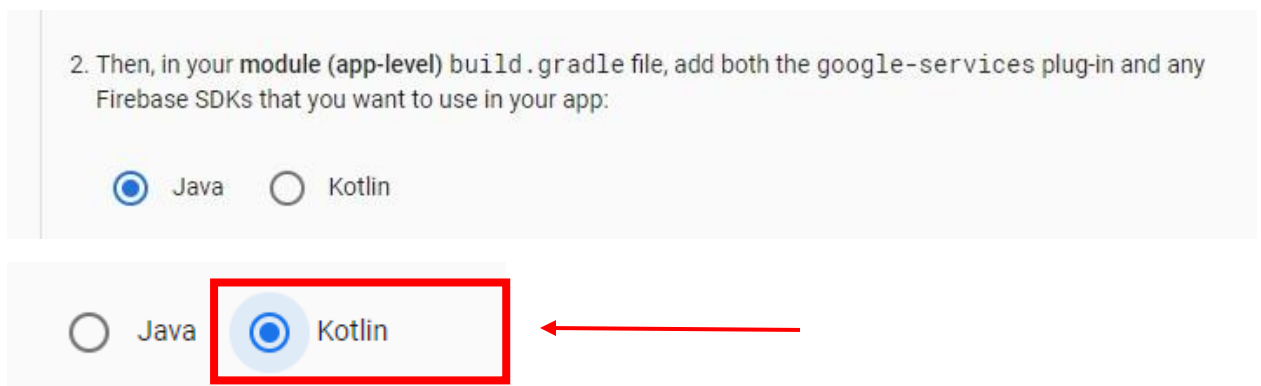 2. Then, in your module (app-level) build.gradle file, add both the google-services plug-in and any
Firebase SDKs that you want to use in your app:
Java Kotlin
Java Kotlin